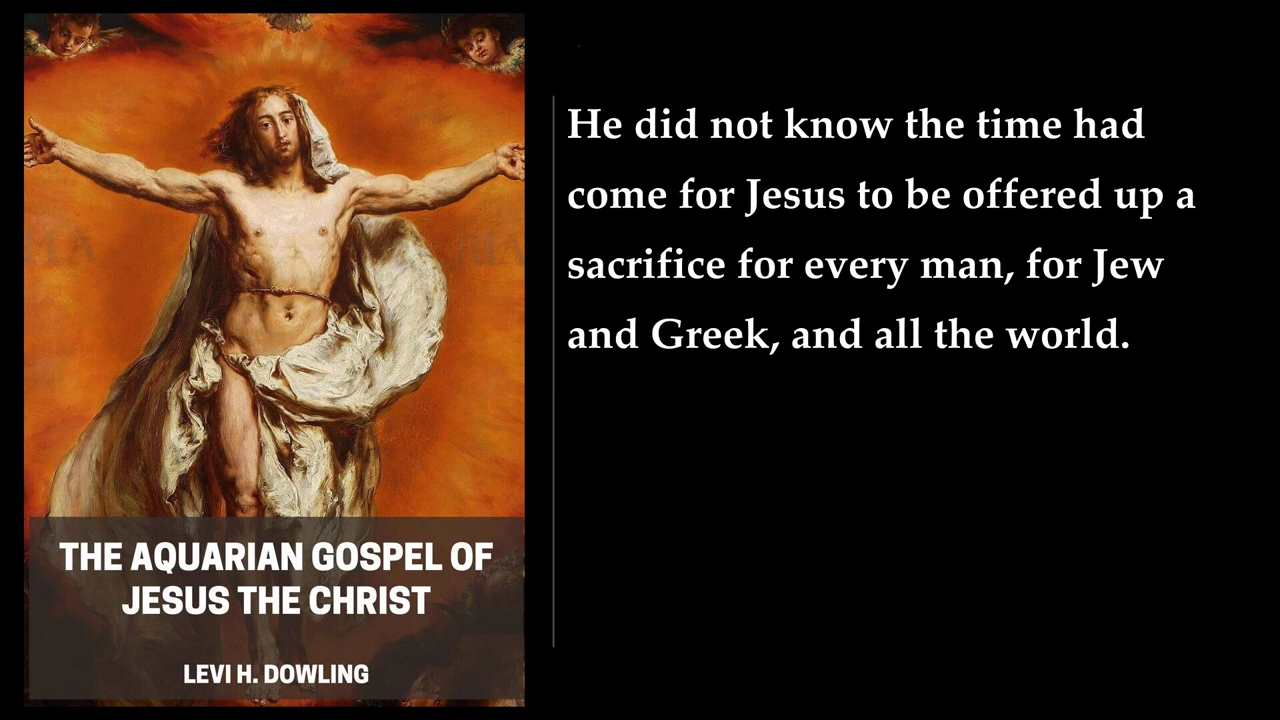 He did not know the time had
come for Jesus to be offered up a
sacrifice for every man, for Jew
and Greek, and all the world.
THE AQUARIAN GOSPEL OF
JESUS THE CHRIST
LEVI H. DOWLING